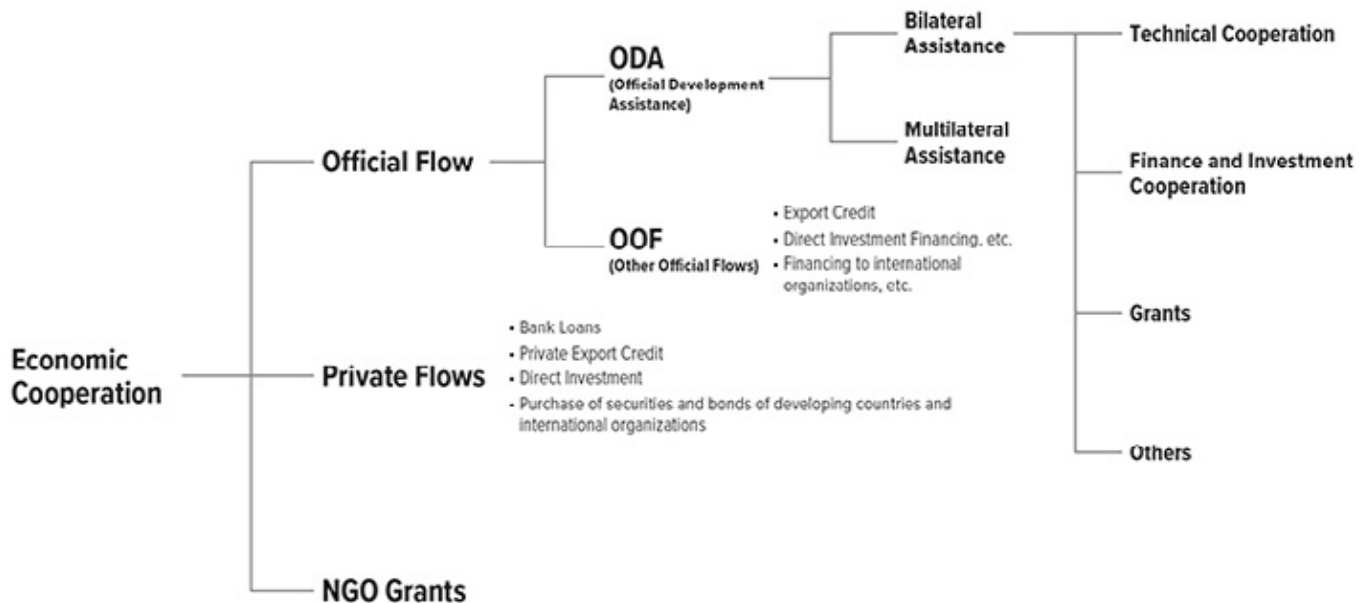 Economic
Cooperation
Official Flow
ODA
(Official Development
Assistance)
Bilateral
Assistance
Technical Cooperation
Finance and Investment
Cooperation
Grants
Others
Multilateral
Assistance
OOF
(Other Official Flows)
• Export Credit
• Direct Investment Financing. etc.
• Financing to international
organizations, etc.
Private Flows
• Bank Loans
• Private Export Credit
• Direct Investment
- Purchase of securities and bonds of developing countries and
international organizations
NGO Grants